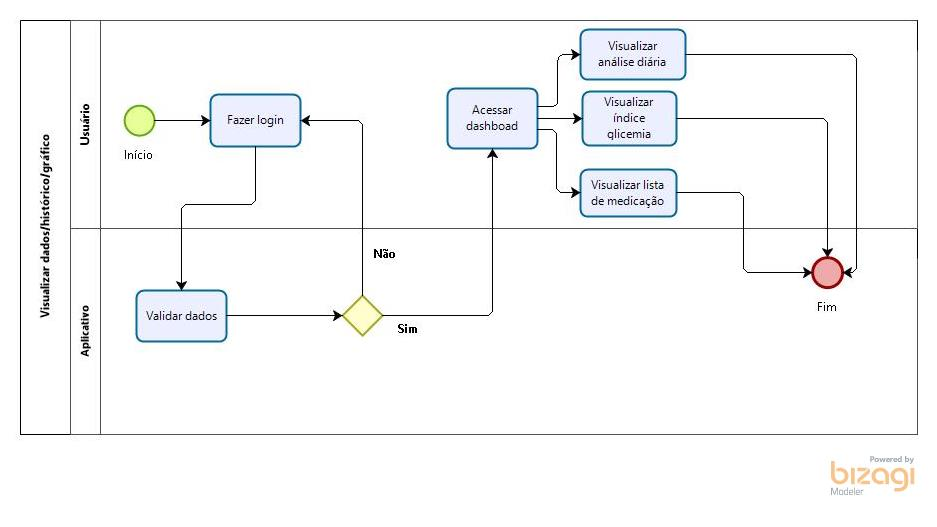 Visualizar dados/histórico/gráfico
Usuário
Início
Fazer login
Acessar
dashboad
Visualizar
análise diária
Visualizar
índice
glicemia
Visualizar lista
de medicação
Aplicativo
Validar dados
Não
Sim
Fim
Powered by
bizagi
Modeler